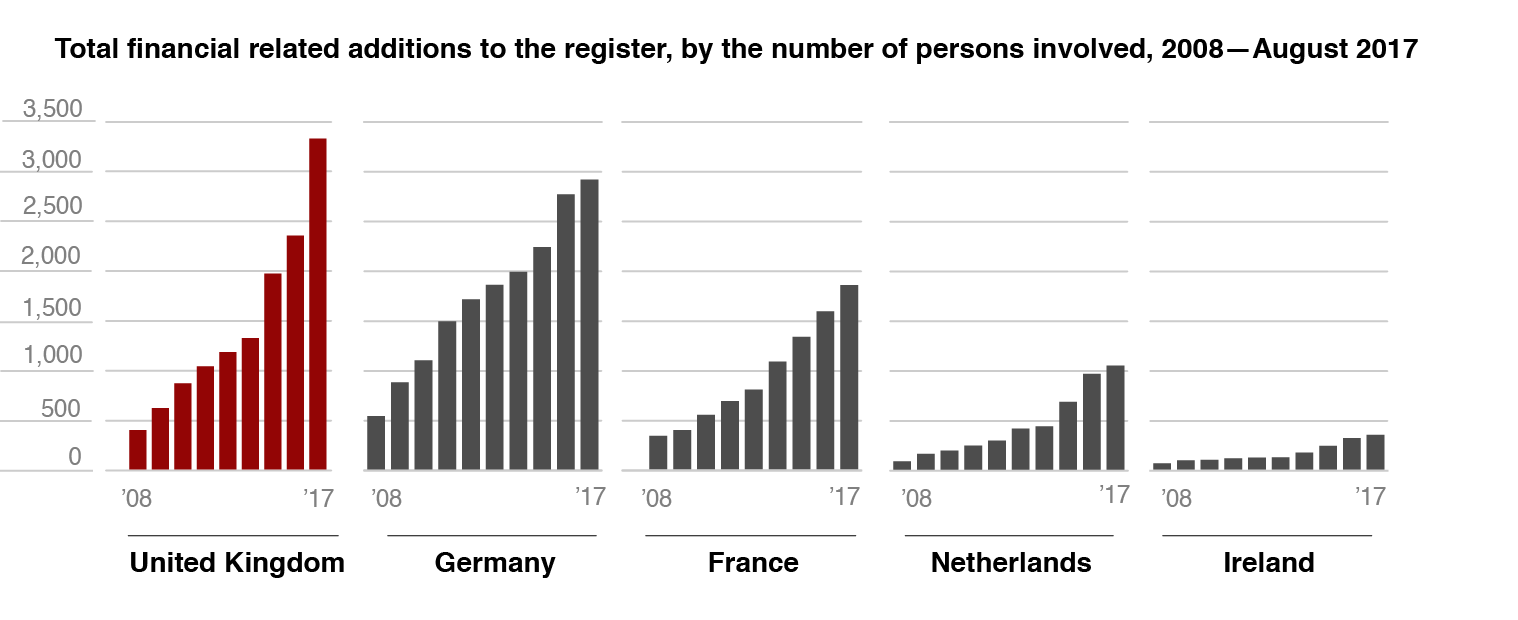 Total financial related additions to the register, by the number of persons involved, 2008—August 2017
3,500
3,000
2,500
2,000
1,500
1,000
500
0
’08 ’17 ’08 ’17 ’08 ’17 ’08 ’17 ’08 ’17
United Kingdom Germany France Netherlands Ireland